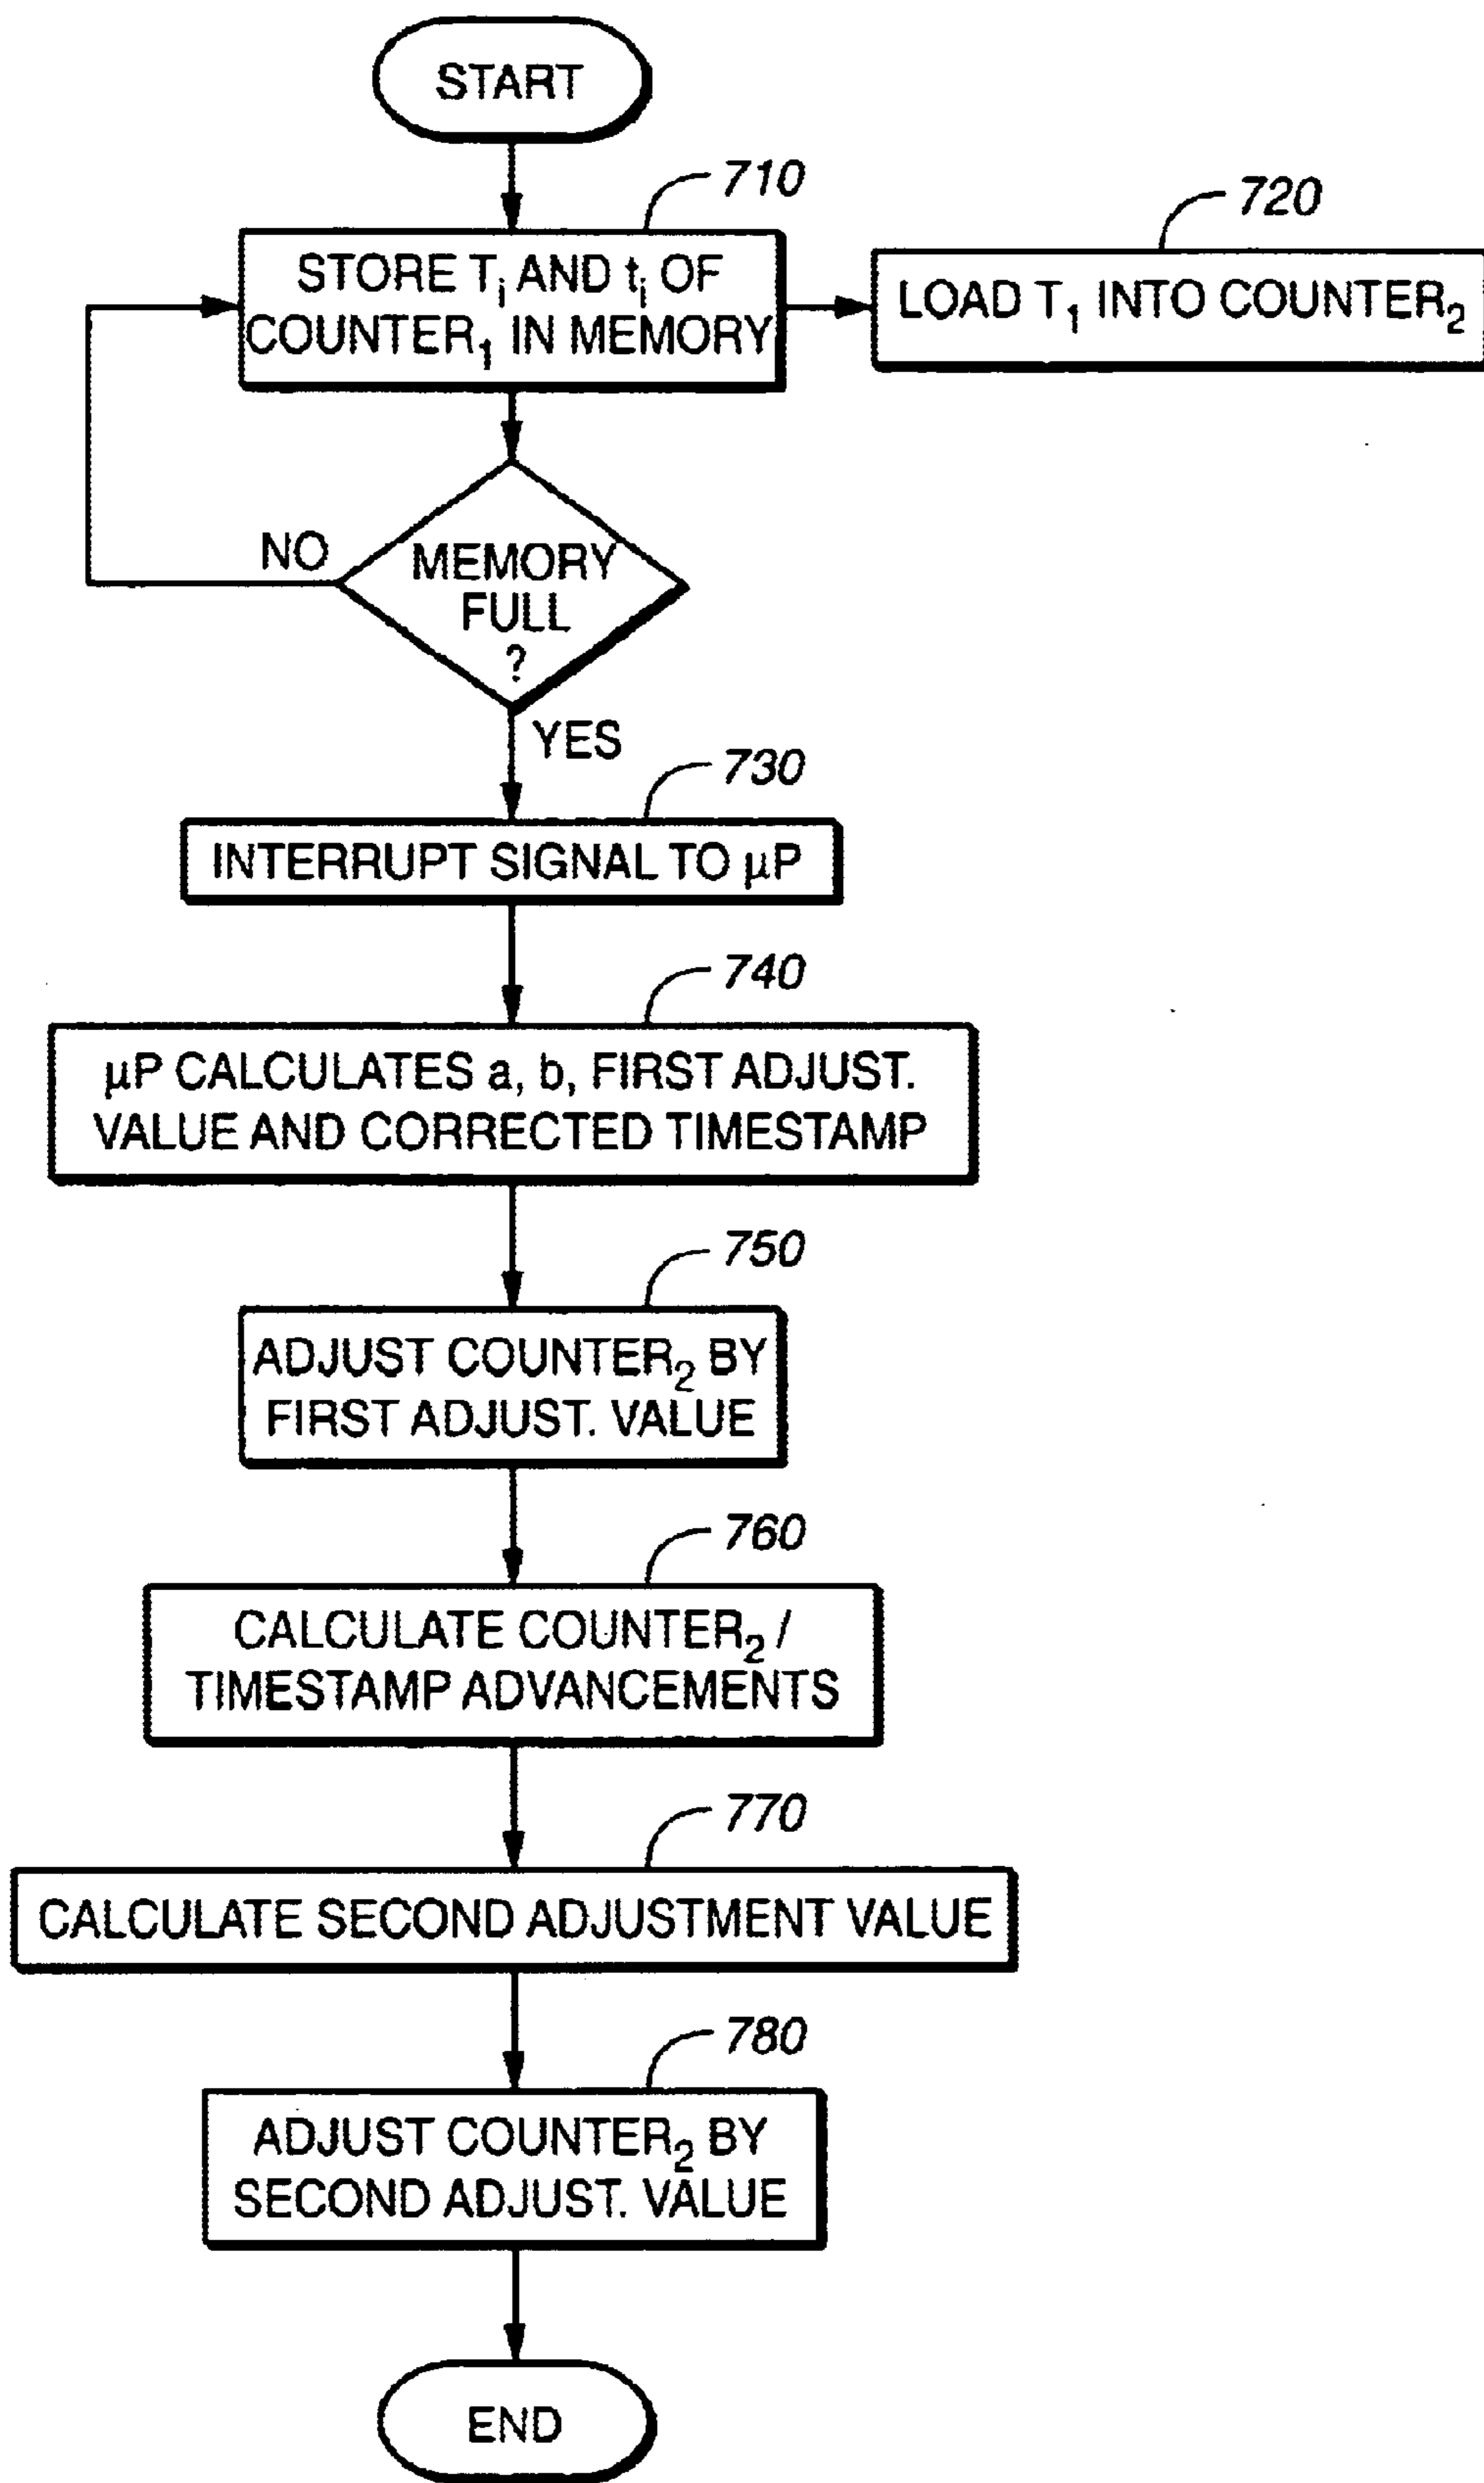 START
710
STORE Tᵢ AND tᵢ OF
COUNTER₁ IN MEMORY
720
LOAD T₁ INTO COUNTER₂
NO
MEMORY
FULL
?
YES
730
INTERRUPT SIGNAL TO µP
740
µP CALCULATES a, b, FIRST ADJUST.
VALUE AND CORRECTED TIMESTAMP
750
ADJUST COUNTER₂ BY
FIRST ADJUST. VALUE
760
CALCULATE COUNTER₂ /
TIMESTAMP ADVANCEMENTS
770
CALCULATE SECOND ADJUSTMENT VALUE
780
ADJUST COUNTER₂ BY
SECOND ADJUST. VALUE
END